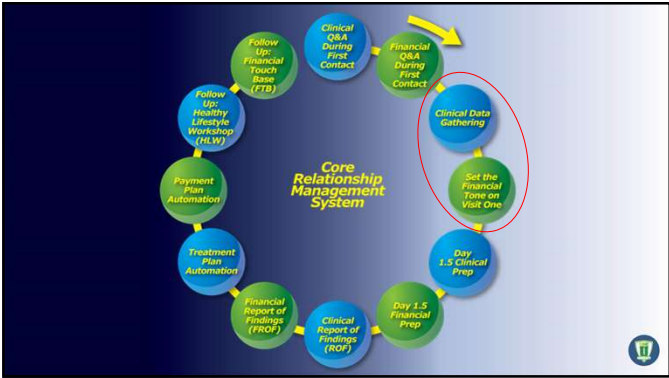 Clinical
Q&A
During
First
Contact
Financial
Q&A
During
First
Contact
Clinical Data
Gathering
Set the
Financial
Tone on
Visit One
Day
1.5 Clinical
Prep
Day 1.5
Financial
Prep
Clinical
Report of
Findings
(ROF)
Financial
Report of
Findings
(FROF)
Treatment
Plan
Automation
Payment
Plan
Automation
Follow
Up:
Healthy
Lifestyle
Workshop
(HLW)
Follow
Up:
Financial
Touch
Base
(FTB)
Core
Relationship
Management
System